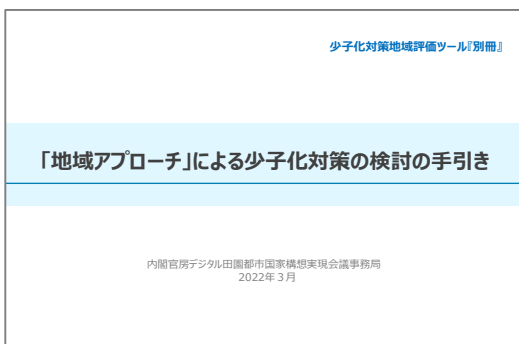 少子化対策地域評価ツール『別冊』
「地域アプローチ」による少子化対策の検討の手引き
内閣官房デジタル田園都市国家構想実現会議事務局
2022年3月